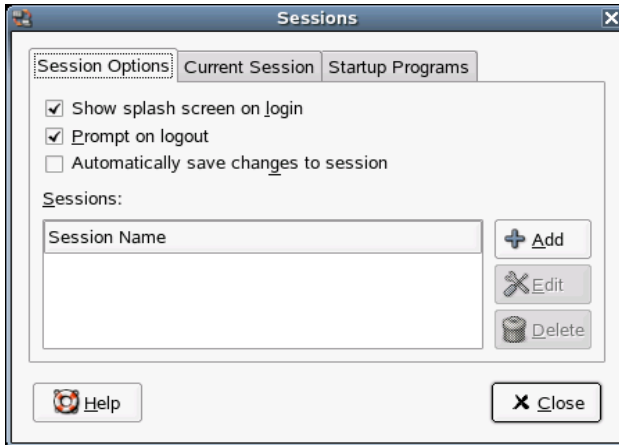 Sessions
Session Options
Current Session
Startup Programs
Show splash screen on login
Prompt on logout
Automatically save changes to session
Sessions:
Session Name
Add
Edit
Delete
Help
Close